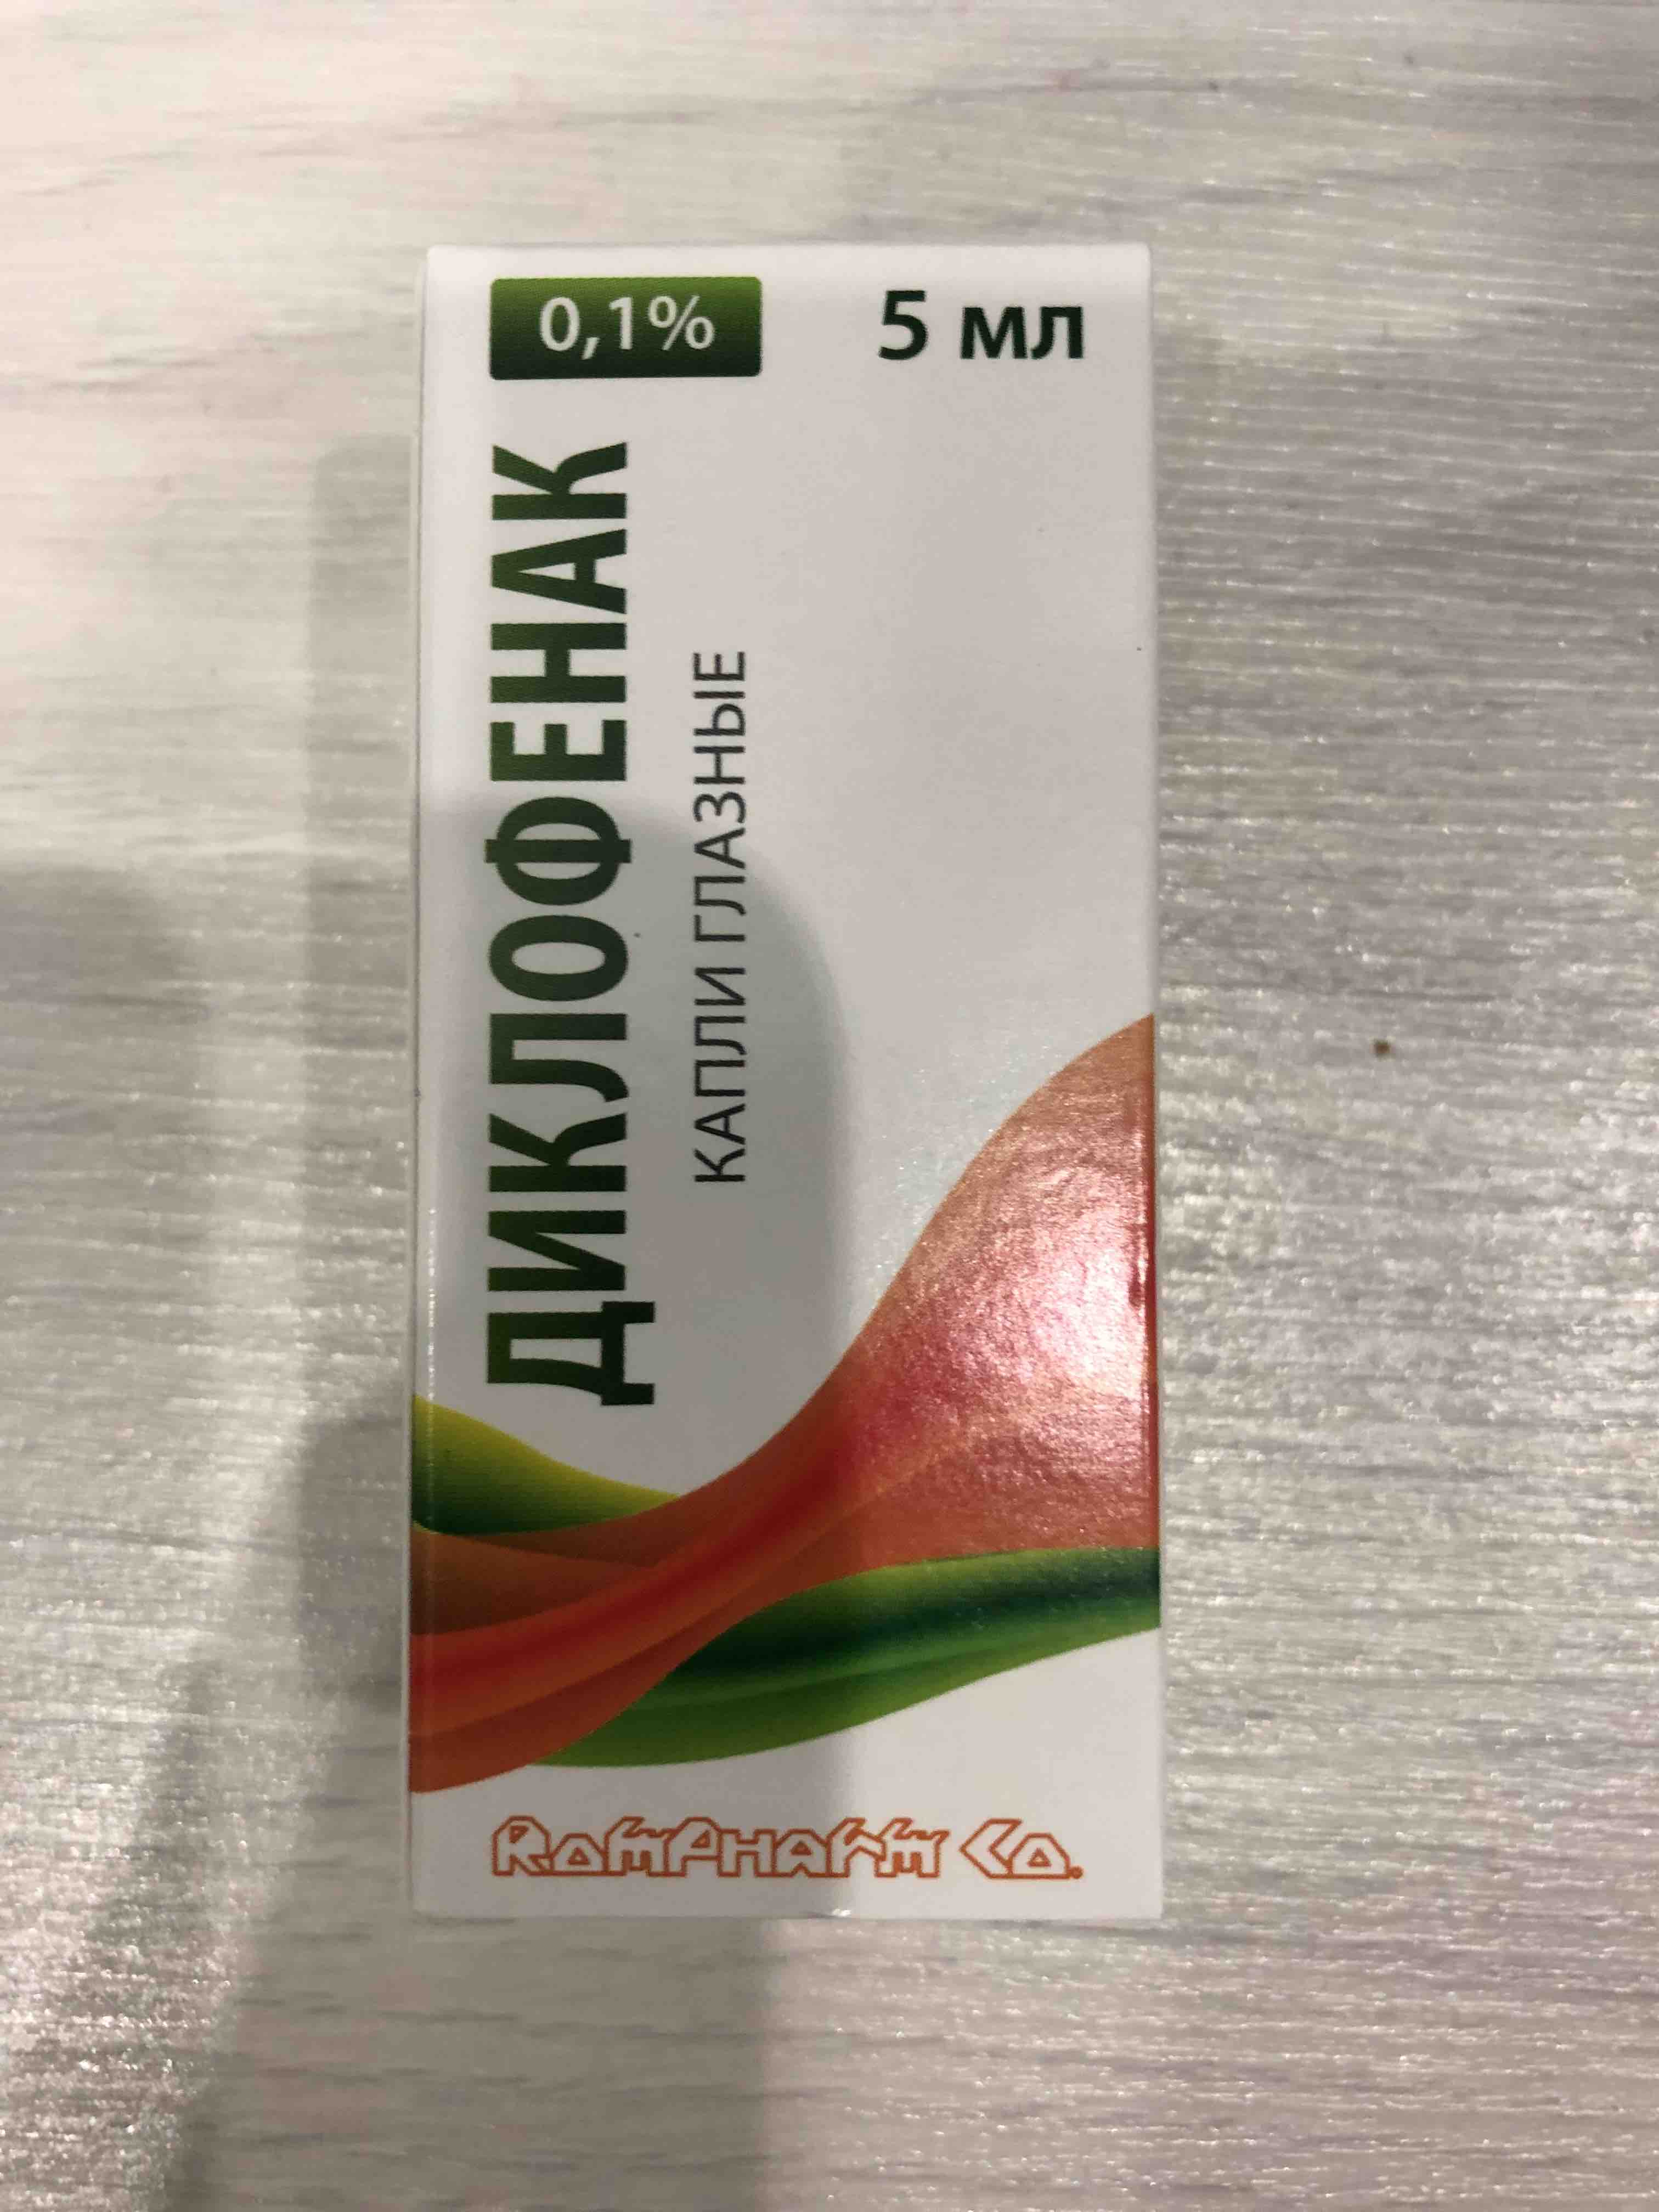 0,1%
5 мл
ДИКЛОФЕНАК
КАПЛИ ГЛАЗНЫЕ
RomPharm Co.